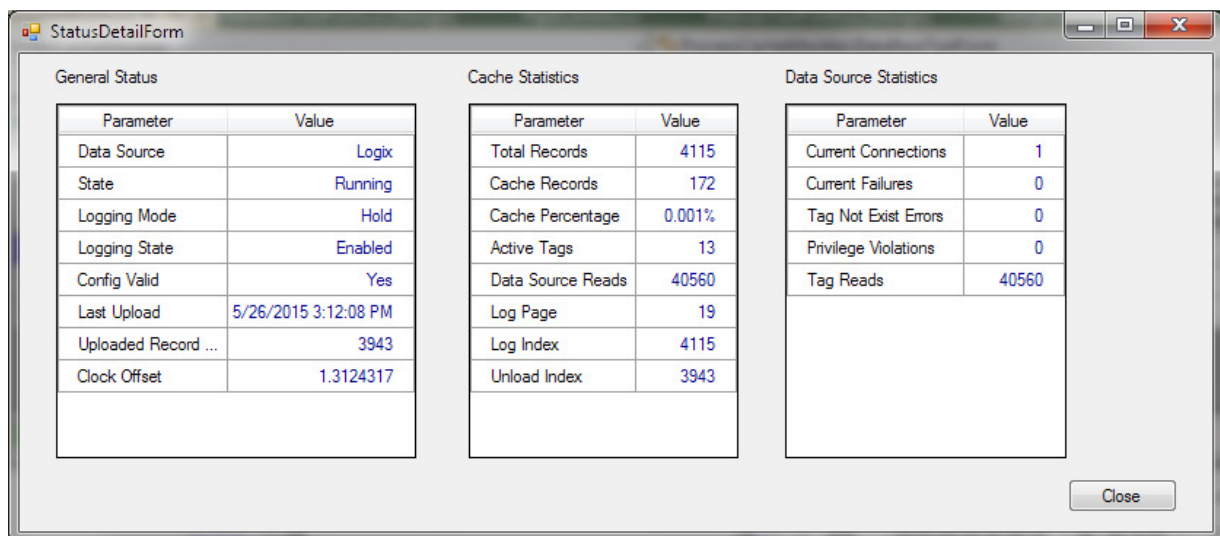 StatusDetailForm
General Status
Parameter Value
Data Source Logix
State Running
Logging Mode Hold
Logging State Enabled
Config Valid Yes
Last Upload 5/26/2015 3:12:08 PM
Uploaded Record ... 3943
Clock Offset 1.3124317
Cache Statistics
Parameter Value
Total Records 4115
Cache Records 172
Cache Percentage 0.001%
Active Tags 13
Data Source Reads 40560
Log Page 19
Log Index 4115
Unload Index 3943
Data Source Statistics
Parameter Value
Current Connections 1
Current Failures 0
Tag Not Exist Errors 0
Privilege Violations 0
Tag Reads 40560
Close